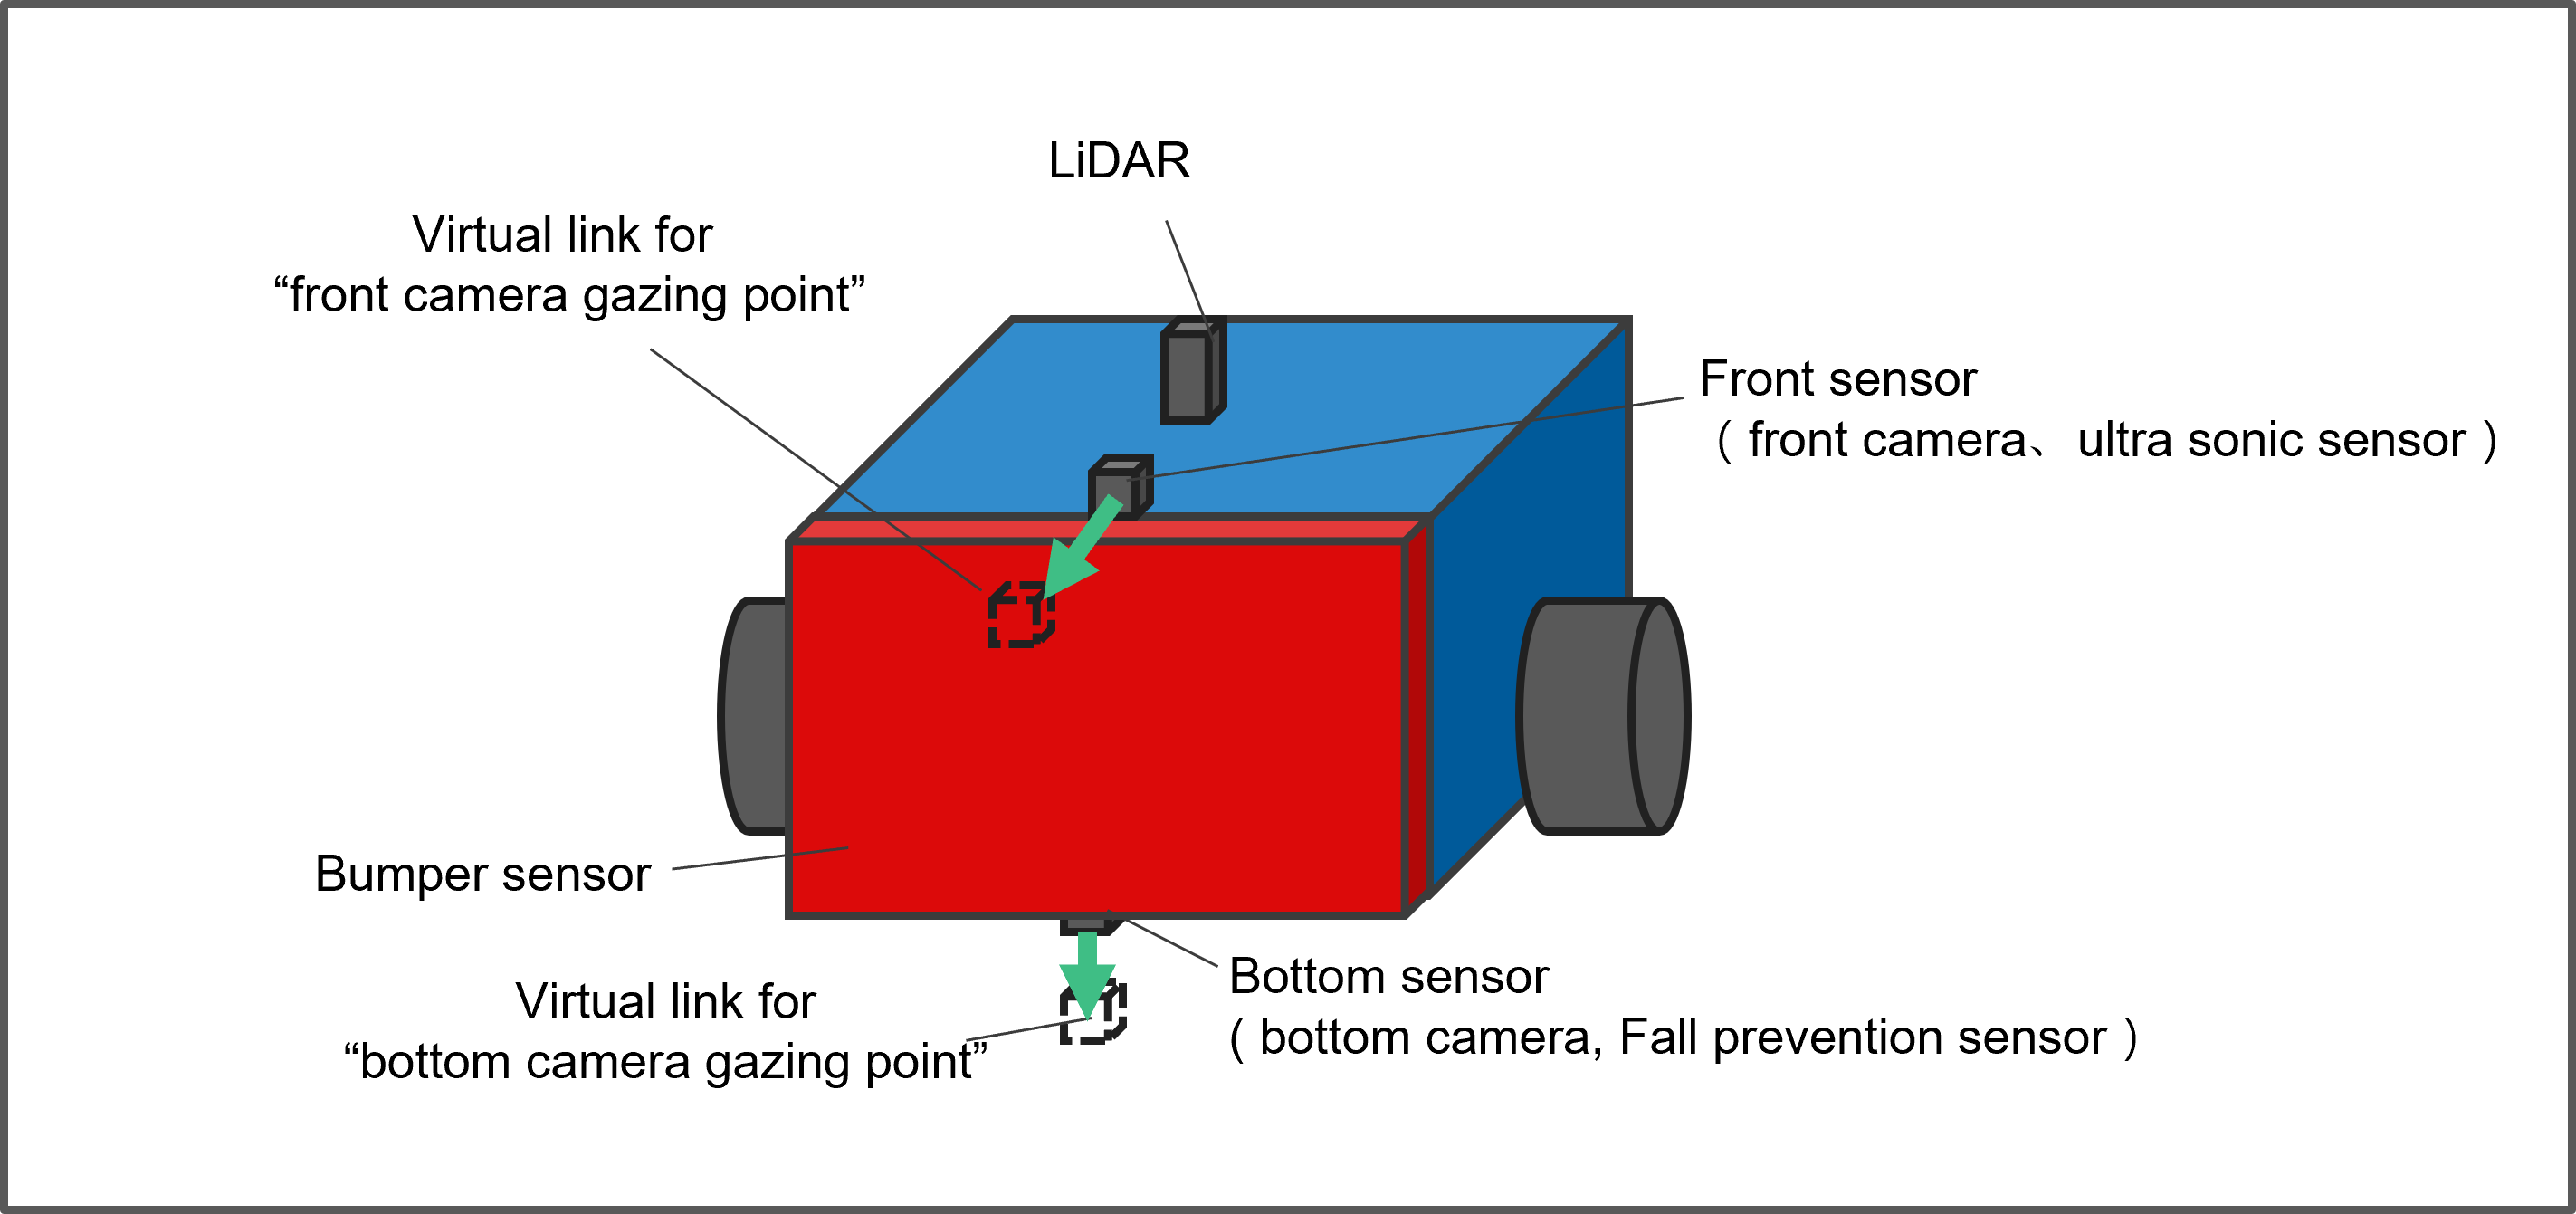 LiDAR
Virtual link for
“front camera gazing point”
Front sensor
（ front camera、ultra sonic sensor ）
Bumper sensor
Bottom sensor
( bottom camera, Fall prevention sensor ）
Virtual link for
“bottom camera gazing point”